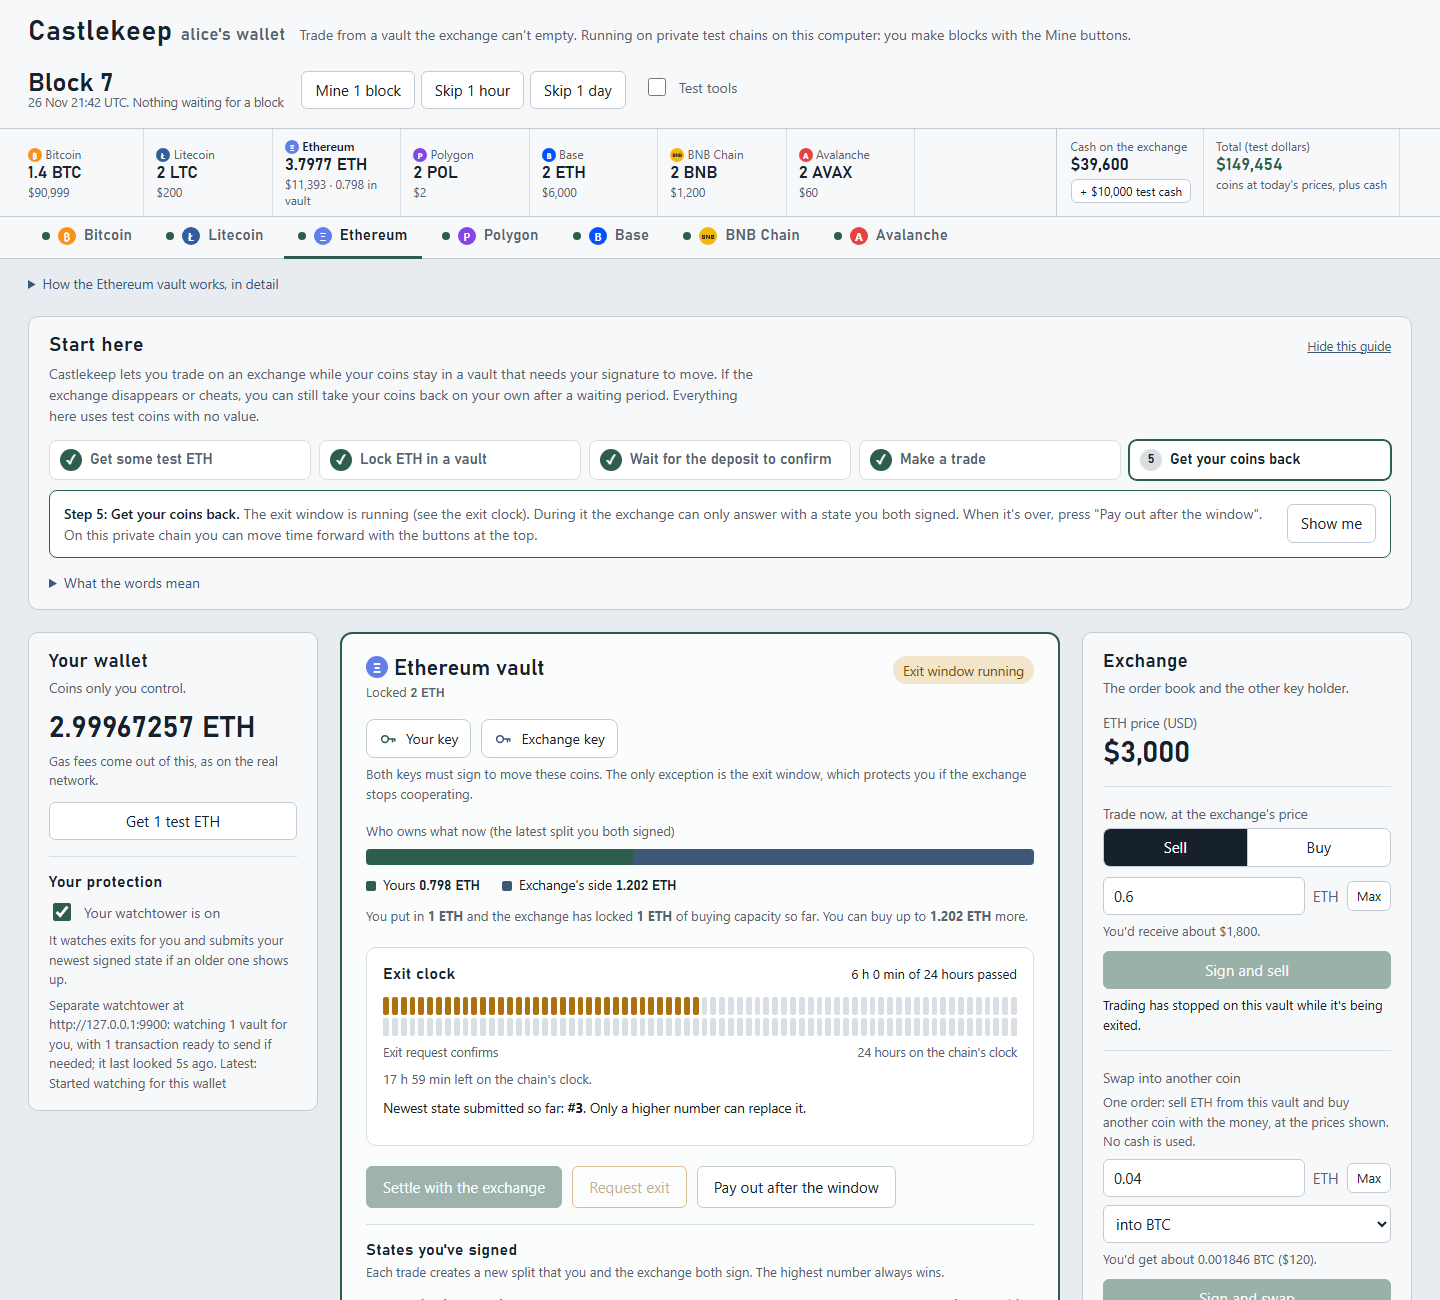 Castlekeep alice's wallet Trade from a vault the exchange can't empty. Running on private test chains on this computer: you make blocks with the Mine buttons.
Block 7
26 Nov 21:42 UTC. Nothing waiting for a block
Mine 1 block
Skip 1 hour
Skip 1 day
Test tools
Bitcoin
1.4 BTC
$90,999
Litecoin
2 LTC
$200
Ethereum
3.7977 ETH
$11,393 · 0.798 in
vault
Polygon
2 POL
$2
Base
2 ETH
$6,000
BNB Chain
2 BNB
$1,200
Avalanche
2 AVAX
$60
Cash on the exchange
$39,600
+ $10,000 test cash
Total (test dollars)
$149,454
coins at today's prices, plus cash
Bitcoin
Litecoin
Ethereum
Polygon
Base
BNB Chain
Avalanche
How the Ethereum vault works, in detail
Start here
Hide this guide
Castlekeep lets you trade on an exchange while your coins stay in a vault that needs your signature to move. If the
exchange disappears or cheats, you can still take your coins back on your own after a waiting period. Everything
here uses test coins with no value.
Get some test ETH
Lock ETH in a vault
Wait for the deposit to confirm
Make a trade
5 Get your coins back
Step 5: Get your coins back. The exit window is running (see the exit clock). During it the exchange can only answer with a state you both signed. When it's over, press "Pay out after the window".
On this private chain you can move time forward with the buttons at the top.
Show me
What the words mean
Your wallet
Coins only you control.
2.99967257 ETH
Gas fees come out of this, as on the real
network.
Get 1 test ETH
Your protection
Your watchtower is on
It watches exits for you and submits your
newest signed state if an older one shows
up.
Separate watchtower at
http://127.0.0.1:9900: watching 1 vault for
you, with 1 transaction ready to send if
needed; it last looked 5s ago. Latest:
Started watching for this wallet
Ethereum vault
Exit window running
Locked 2 ETH
Your key
Exchange key
Both keys must sign to move these coins. The only exception is the exit window, which protects you if the exchange
stops cooperating.
Who owns what now (the latest split you both signed)
Yours 0.798 ETH
Exchange's side 1.202 ETH
You put in 1 ETH and the exchange has locked 1 ETH of buying capacity so far. You can buy up to 1.202 ETH more.
Exit clock
6 h 0 min of 24 hours passed
Exit request confirms
24 hours on the chain's clock
17 h 59 min left on the chain's clock.
Newest state submitted so far: #3. Only a higher number can replace it.
Settle with the exchange
Request exit
Pay out after the window
States you've signed
Each trade creates a new split that you and the exchange both sign. The highest number always wins.
Exchange
The order book and the other key holder.
ETH price (USD)
$3,000
Trade now, at the exchange's price
Sell
Buy
0.6
ETH
Max
You'd receive about $1,800.
Sign and sell
Trading has stopped on this vault while it's being
exited.
Swap into another coin
One order: sell ETH from this vault and buy
another coin with the money, at the prices shown.
No cash is used.
0.04
ETH
Max
into BTC
You'd get about 0.001846 BTC ($120).
Sign and swap